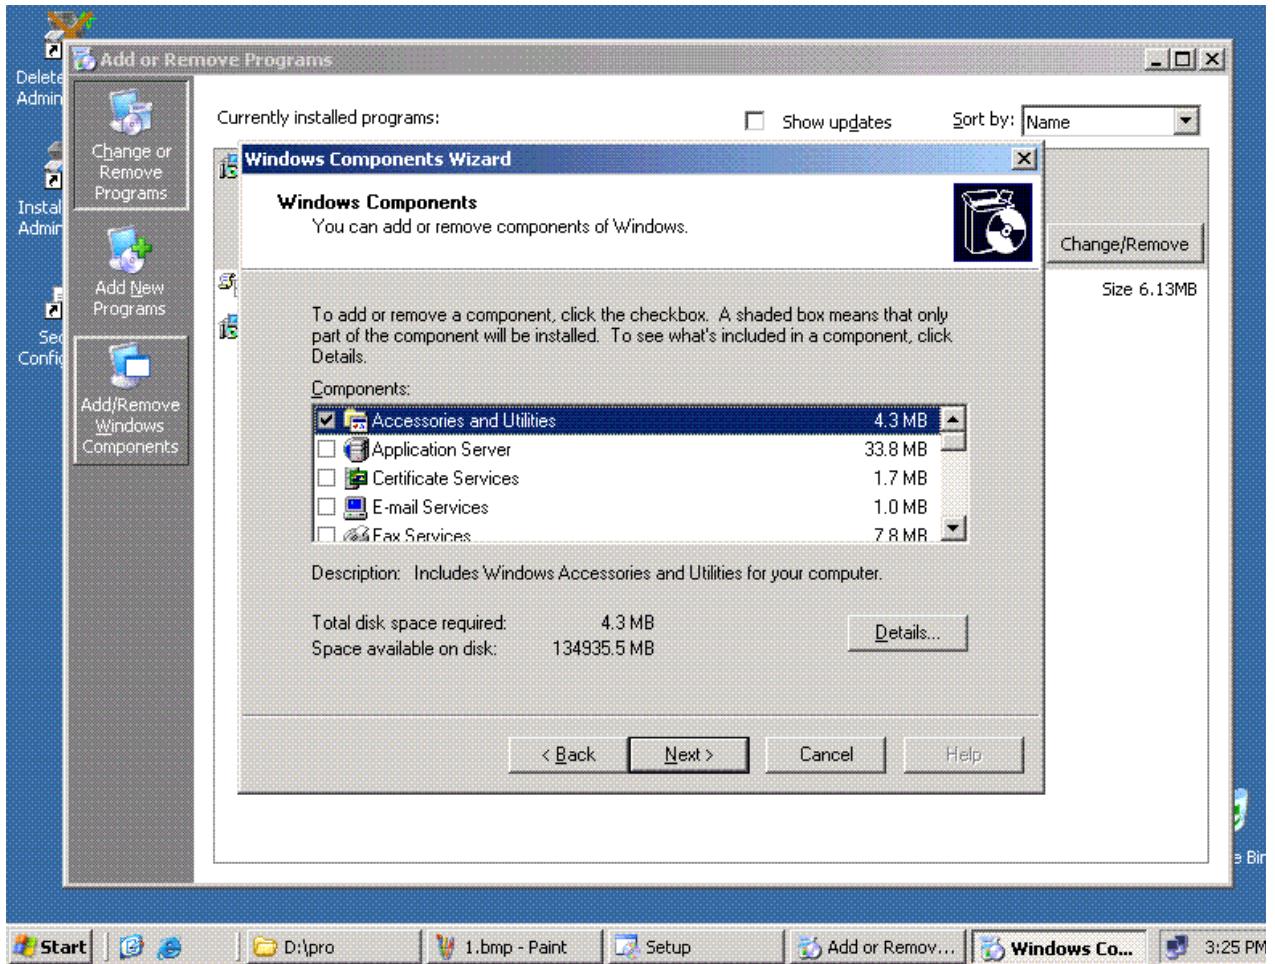 Delete
Admin
Instal
Admin
Sec
Config
Add or Remove Programs
Change or
Remove
Programs
Add New
Programs
Add/Remove
Windows
Components
Currently installed programs:
Show updates
Sort by:
Name
Change/Remove
Size 6.13MB
Windows Components Wizard
Windows Components
You can add or remove components of Windows.
To add or remove a component, click the checkbox. A shaded box means that only
part of the component will be installed. To see what's included in a component, click
Details.
Components:
Accessories and Utilities 4.3 MB
Application Server 33.8 MB
Certificate Services 1.7 MB
E-mail Services 1.0 MB
Fax Services 7.8 MB
Description: Includes Windows Accessories and Utilities for your computer.
Total disk space required: 4.3 MB
Space available on disk: 134935.5 MB
Details...
< Back
Next >
Cancel
Help
e Bin
Start
D:\pro
1.bmp - Paint
Setup
Add or Remov...
Windows Co...
3:25 PM